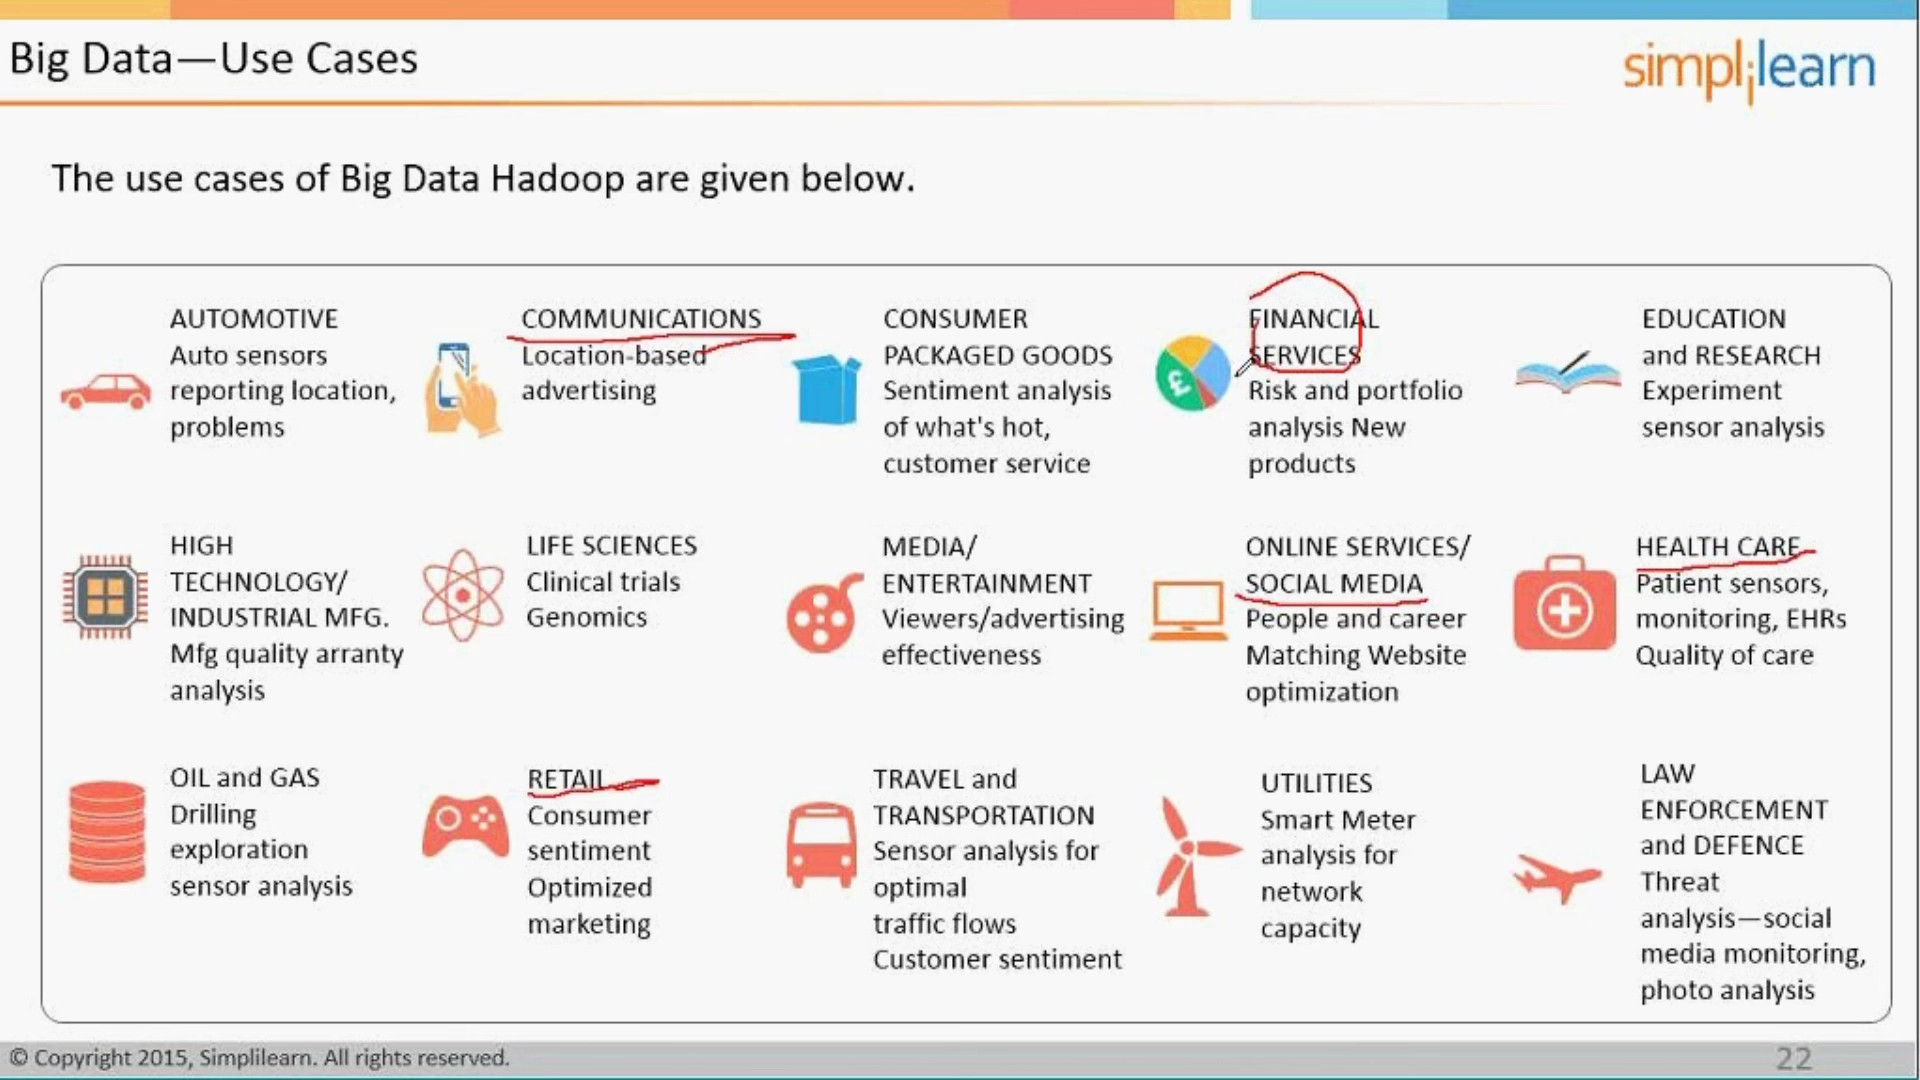 Big Data—Use Cases
simplilearn
The use cases of Big Data Hadoop are given below.
AUTOMOTIVE
Auto sensors
reporting location,
problems
COMMUNICATIONS
Location-based
advertising
CONSUMER
PACKAGED GOODS
Sentiment analysis
of what's hot,
customer service
£
FINANCIAL
SERVICES
Risk and portfolio
analysis New
products
EDUCATION
and RESEARCH
Experiment
sensor analysis
HIGH
TECHNOLOGY/
INDUSTRIAL MFG.
Mfg quality arranty
analysis
LIFE SCIENCES
Clinical trials
Genomics
MEDIA/
ENTERTAINMENT
Viewers/advertising
effectiveness
ONLINE SERVICES/
SOCIAL MEDIA
People and career
Matching Website
optimization
HEALTH CARE
Patient sensors,
monitoring, EHRs
Quality of care
OIL and GAS
Drilling
exploration
sensor analysis
RETAIL
Consumer
sentiment
Optimized
marketing
TRAVEL and
TRANSPORTATION
Sensor analysis for
optimal
traffic flows
Customer sentiment
UTILITIES
Smart Meter
analysis for
network
capacity
LAW
ENFORCEMENT
and DEFENCE
Threat
analysis—social
media monitoring,
photo analysis
© Copyright 2015, Simplilearn. All rights reserved.
22